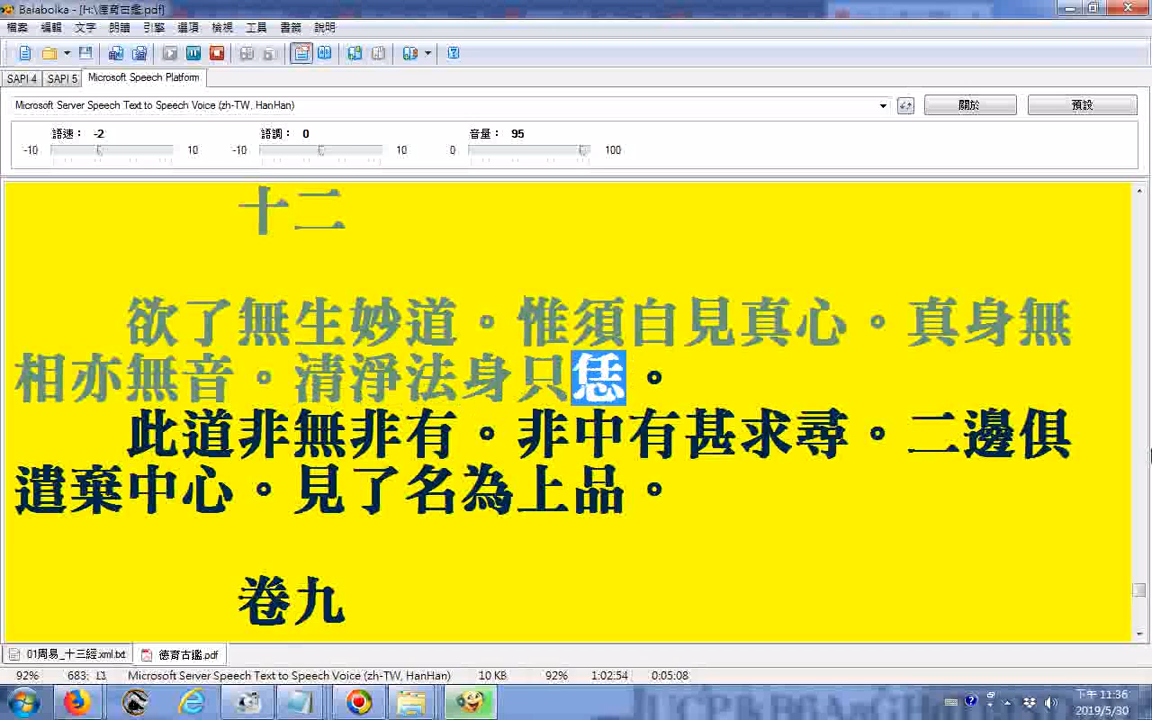 Balabolka - [H:\德育古鑑.pdf]
檔案 編輯 文字 朗讀 引擎 選項 檢視 工具 書籤 說明
SAPI 4 SAPI 5 Microsoft Speech Platform
Microsoft Server Speech Text to Speech Voice (zh-TW, HanHan) 關於 預設
語速： -2 語調： 0 音量： 95
-10 10 -10 10 0 100
十二
欲了無生妙道。惟須自見真心。真身無
相亦無音。清淨法身只恁。
此道非無非有。非中有甚求尋。二邊俱
遣棄中心。見了名為上品。
卷九
01周易_十三經.xml.txt 德育古鑑.pdf
92% 683: 11 Microsoft Server Speech Text to Speech Voice (zh-TW, HanHan) 10 KB 92% 1:02:54 0:05:08
下午 11:36
2019/5/30